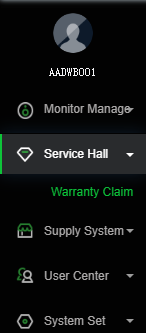 AADWBOO1
Monitor Manage
Service Hall
Warranty Claim
Supply System
User Center
System Set